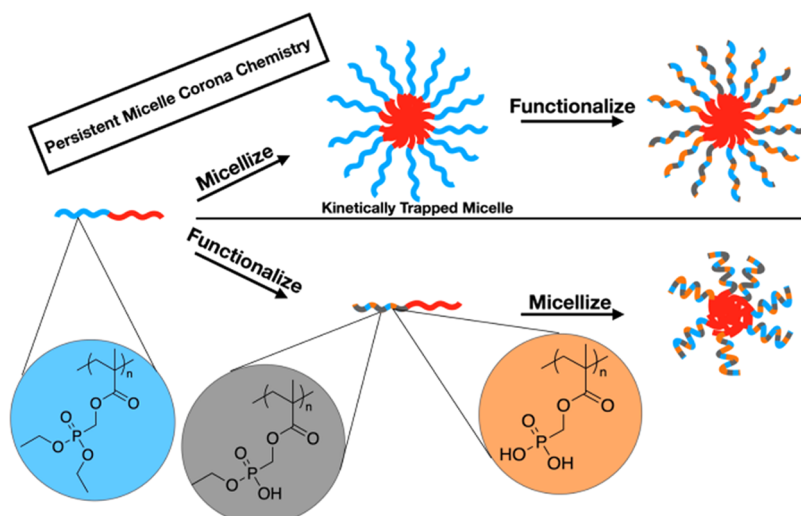 Persistent Micelle Corona Chemistry
Micellize
Functionalize
Kinetically Trapped Micelle
Functionalize
Micellize
n
O
O
O
P
O
O
n
O
O
O
P
O
OH
n
O
O
O
P
HO
OH